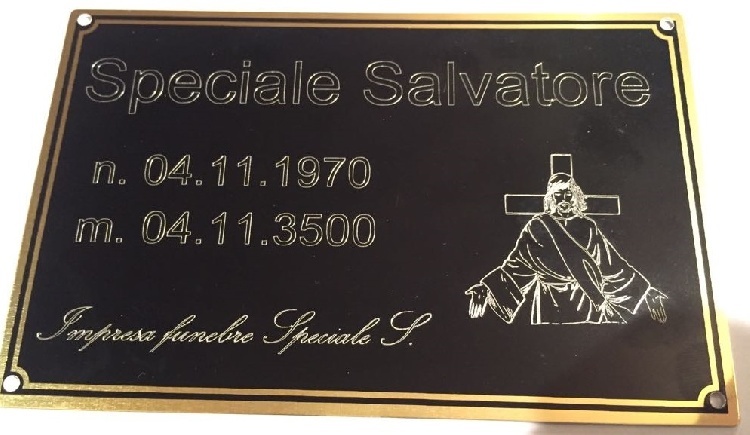 Speciale Salvatore
n. 04.11.1970
m. 04.11.3500
Impresa funebre Speciale S.